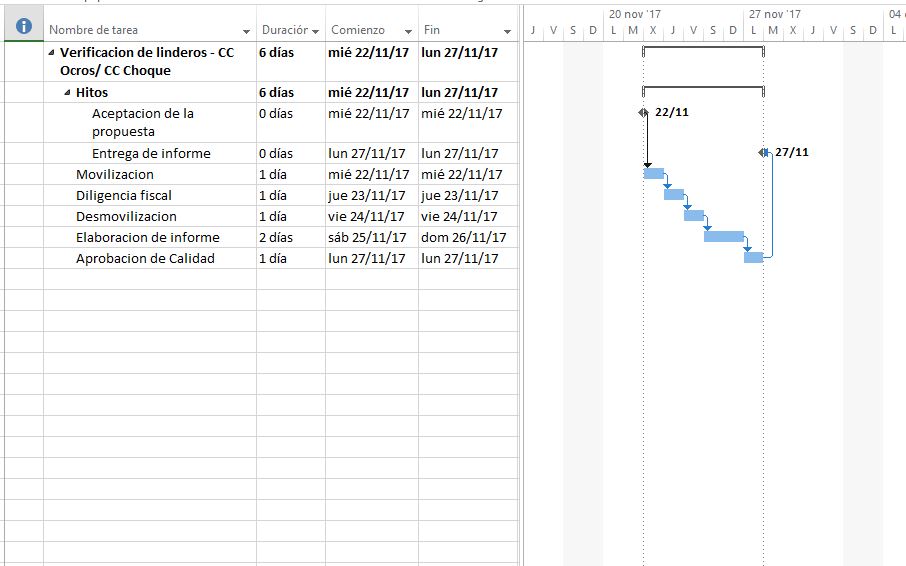 20 nov '17 27 nov '17 04
Nombre de tarea Duraciór Comienzo Fin J V S D L M X J V S D L M X J V S D L
Verificacion de linderos - CC 6 días mié 22/11/17 lun 27/11/17
Ocros/ CC Choque
Hitos 6 días mié 22/11/17 lun 27/11/17
Aceptacion de la 0 días mié 22/11/17 mié 22/11/17 22/11
propuesta
Entrega de informe 0 días lun 27/11/17 lun 27/11/17 27/11
Movilizacion 1 día mié 22/11/17 mié 22/11/17
Diligencia fiscal 1 día jue 23/11/17 jue 23/11/17
Desmovilizacion 1 día vie 24/11/17 vie 24/11/17
Elaboracion de informe 2 días sáb 25/11/17 dom 26/11/17
Aprobacion de Calidad 1 día lun 27/11/17 lun 27/11/17